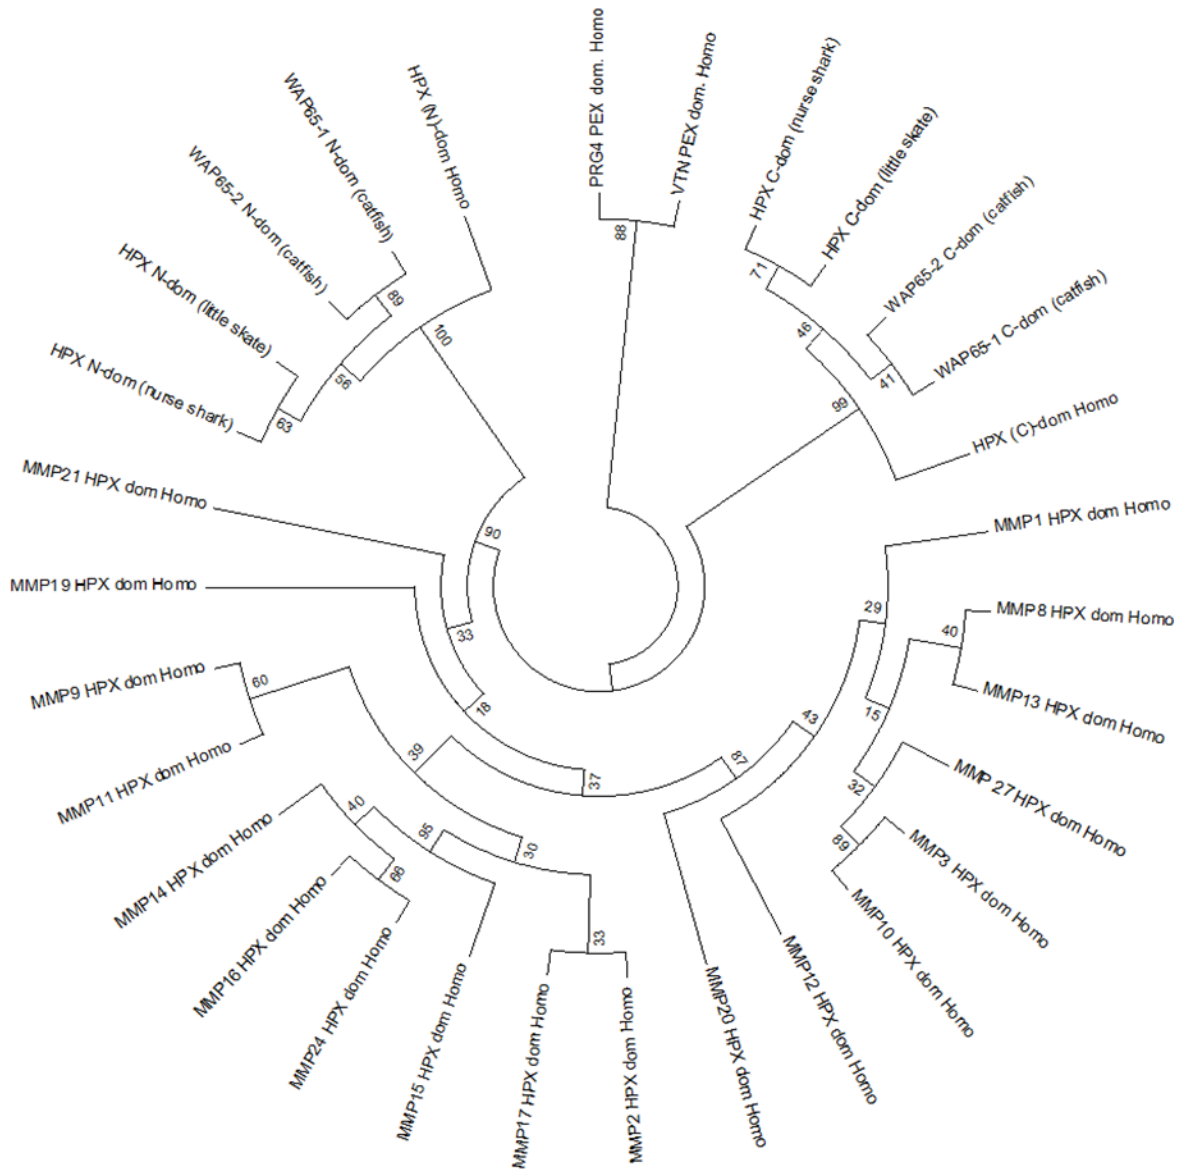 PRG4 PEX dom. Homo
VTN PEX dom. Homo
HPX C-dom (nurse shark)
HPX C-dom (little skate)
WAP65-2 C-dom (catfish)
WAP65-1 C-dom (catfish)
HPX (C)-dom Homo
MMP1 HPX dom Homo
MMP8 HPX dom Homo
MMP13 HPX dom Homo
MMP 27 HPX dom Homo
MMP3 HPX dom Homo
MMP10 HPX dom Homo
MMP12 HPX dom Homo
MMP20 HPX dom Homo
MMP2 HPX dom Homo
MMP17 HPX dom Homo
MMP15 HPX dom Homo
MMP24 HPX dom Homo
MMP16 HPX dom Homo
MMP14 HPX dom Homo
MMP11 HPX dom Homo
MMP9 HPX dom Homo
MMP19 HPX dom Homo
MMP21 HPX dom Homo
HPX N-dom (nurse shark)
HPX N-dom (little skate)
WAP65-2 N-dom (catfish)
WAP65-1 N-dom (catfish)
HPX (N)-dom Homo
88
71
46
41
99
29
40
15
32
89
43
87
37
33
30
95
40
66
39
60
18
33
90
63
56
89
100